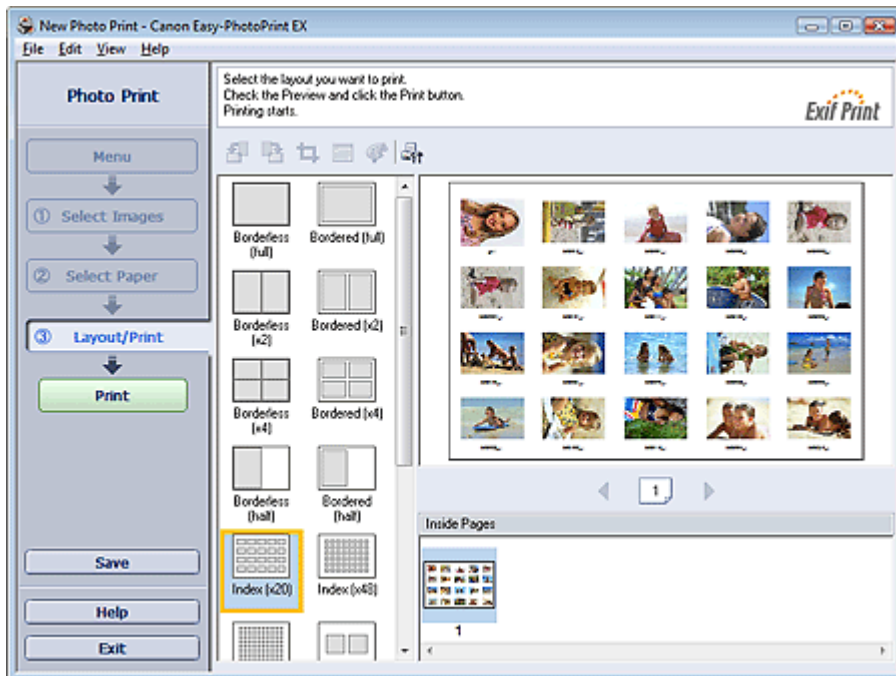 New Photo Print - Canon Easy-PhotoPrint EX
File Edit View Help
Photo Print
Menu
① Select Images
② Select Paper
③ Layout/Print
Print
Save
Help
Exit
Select the layout you want to print.
Check the Preview and click the Print button.
Printing starts.
Exif Print
Borderless
(full)
Bordered (full)
Borderless
(x2)
Bordered (x2)
Borderless
(x4)
Bordered (x4)
Borderless
(half)
Bordered
(half)
Index (x20)
Index (x48)
1
Inside Pages
1